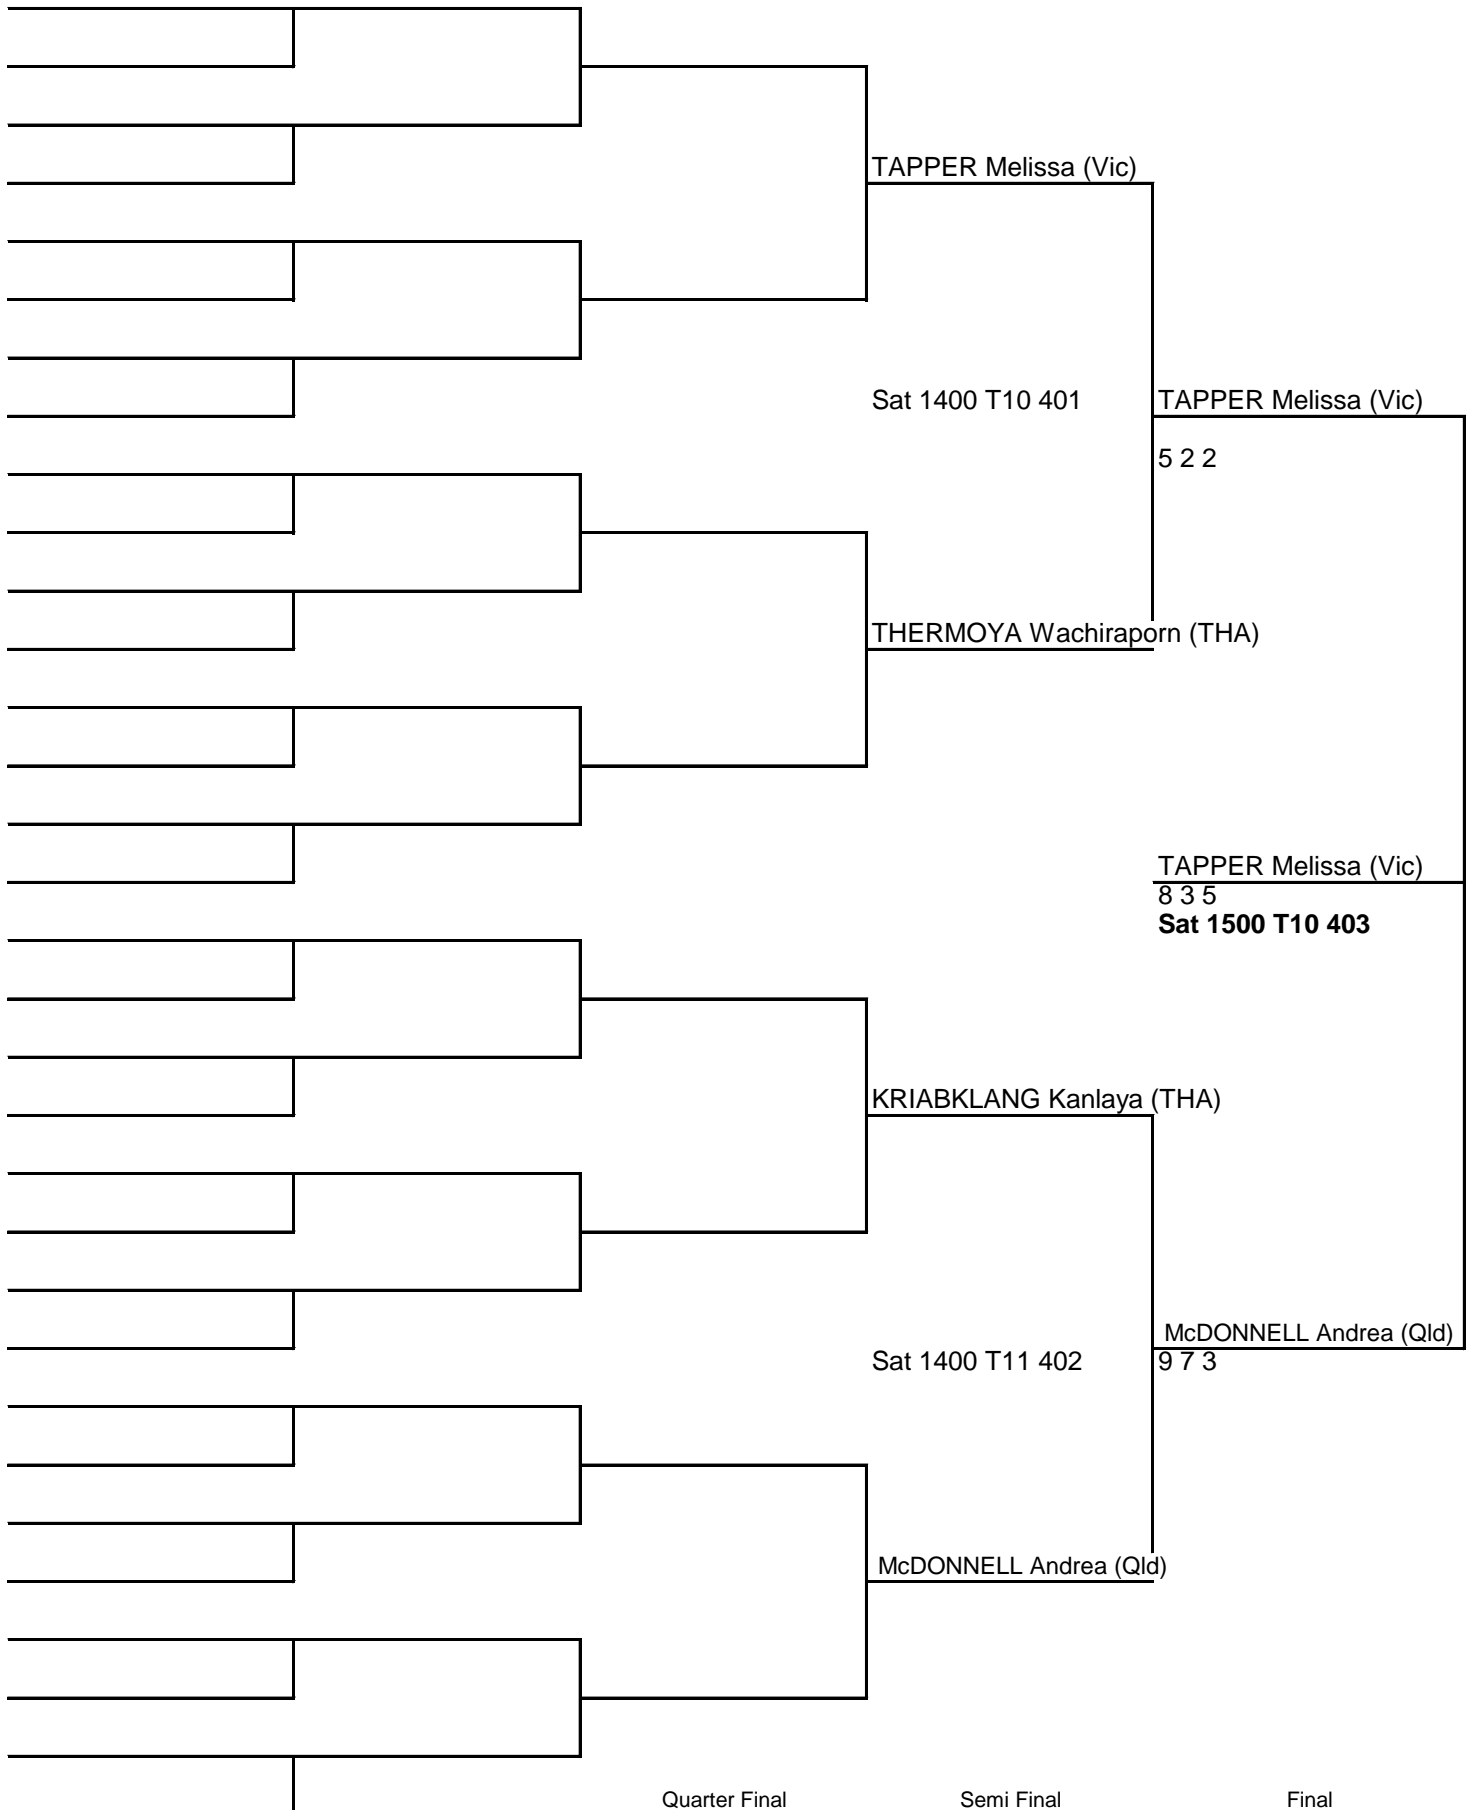 TAPPER Melissa (Vic)
Sat 1400 T10 401
TAPPER Melissa (Vic)
5 2 2
THERMOYA Wachiraporn (THA)
TAPPER Melissa (Vic)
8 3 5
Sat 1500 T10 403
KRIABKLANG Kanlaya (THA)
McDONNELL Andrea (Qld)
Sat 1400 T11 402
9 7 3
McDONNELL Andrea (Qld)
Quarter Final
Semi Final
Final